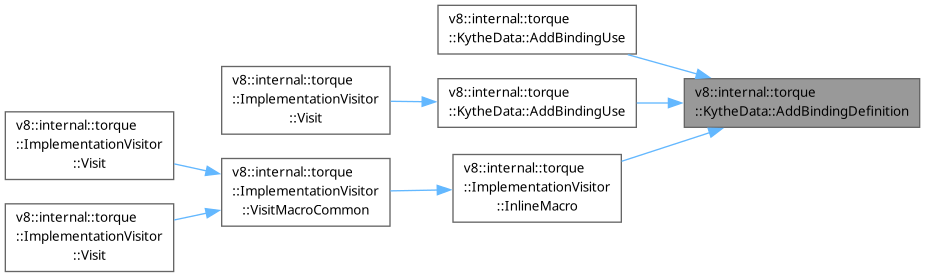 v8::internal::torque
::KytheData::AddBindingUse
v8::internal::torque
::ImplementationVisitor
::Visit
v8::internal::torque
::KytheData::AddBindingUse
v8::internal::torque
::KytheData::AddBindingDefinition
v8::internal::torque
::ImplementationVisitor
::Visit
v8::internal::torque
::ImplementationVisitor
::VisitMacroCommon
v8::internal::torque
::ImplementationVisitor
::InlineMacro
v8::internal::torque
::ImplementationVisitor
::Visit